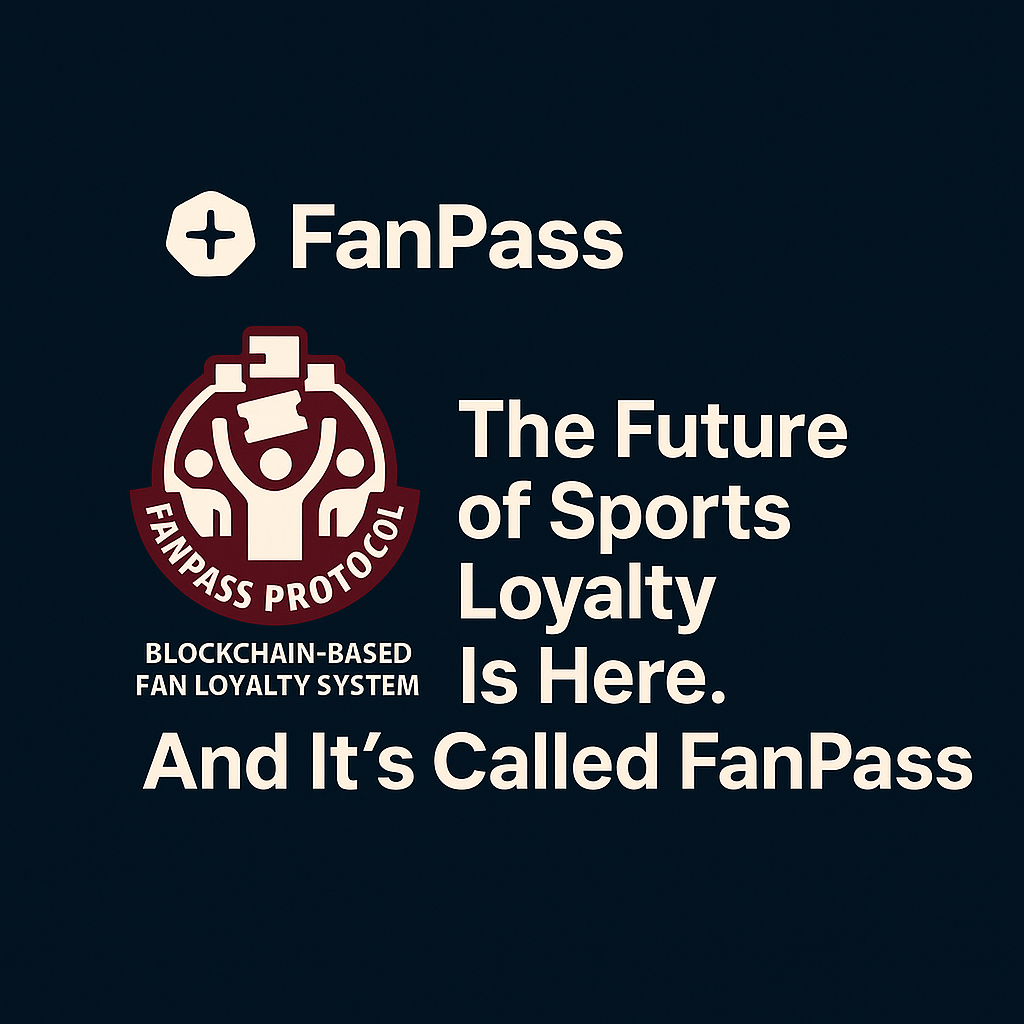 FanPass
FANPASS PROTOCOL
BLOCKCHAIN-BASED
FAN LOYALTY SYSTEM
The Future
of Sports
Loyalty
Is Here.
And It’s Called FanPass